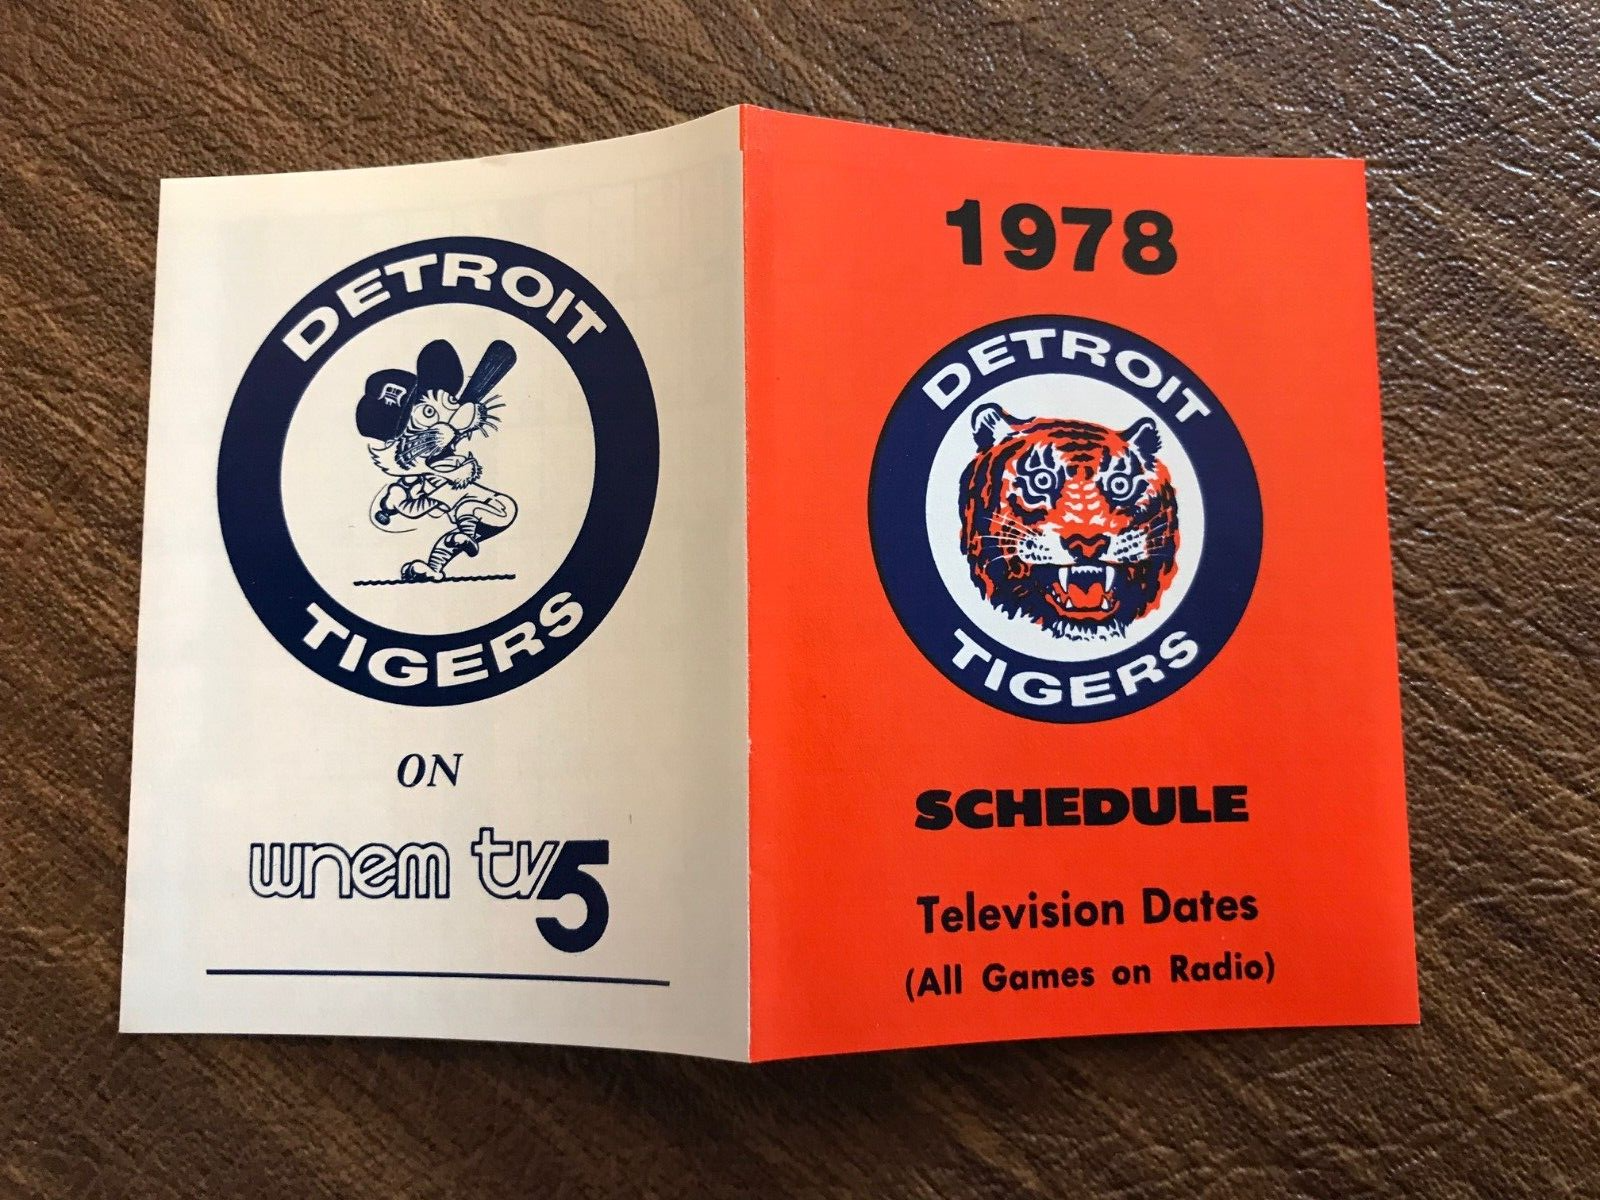 DETROIT
D
TIGERS
ON
wnem tv5
1978
DETROIT
TIGERS
SCHEDULE
Television Dates
(All Games on Radio)